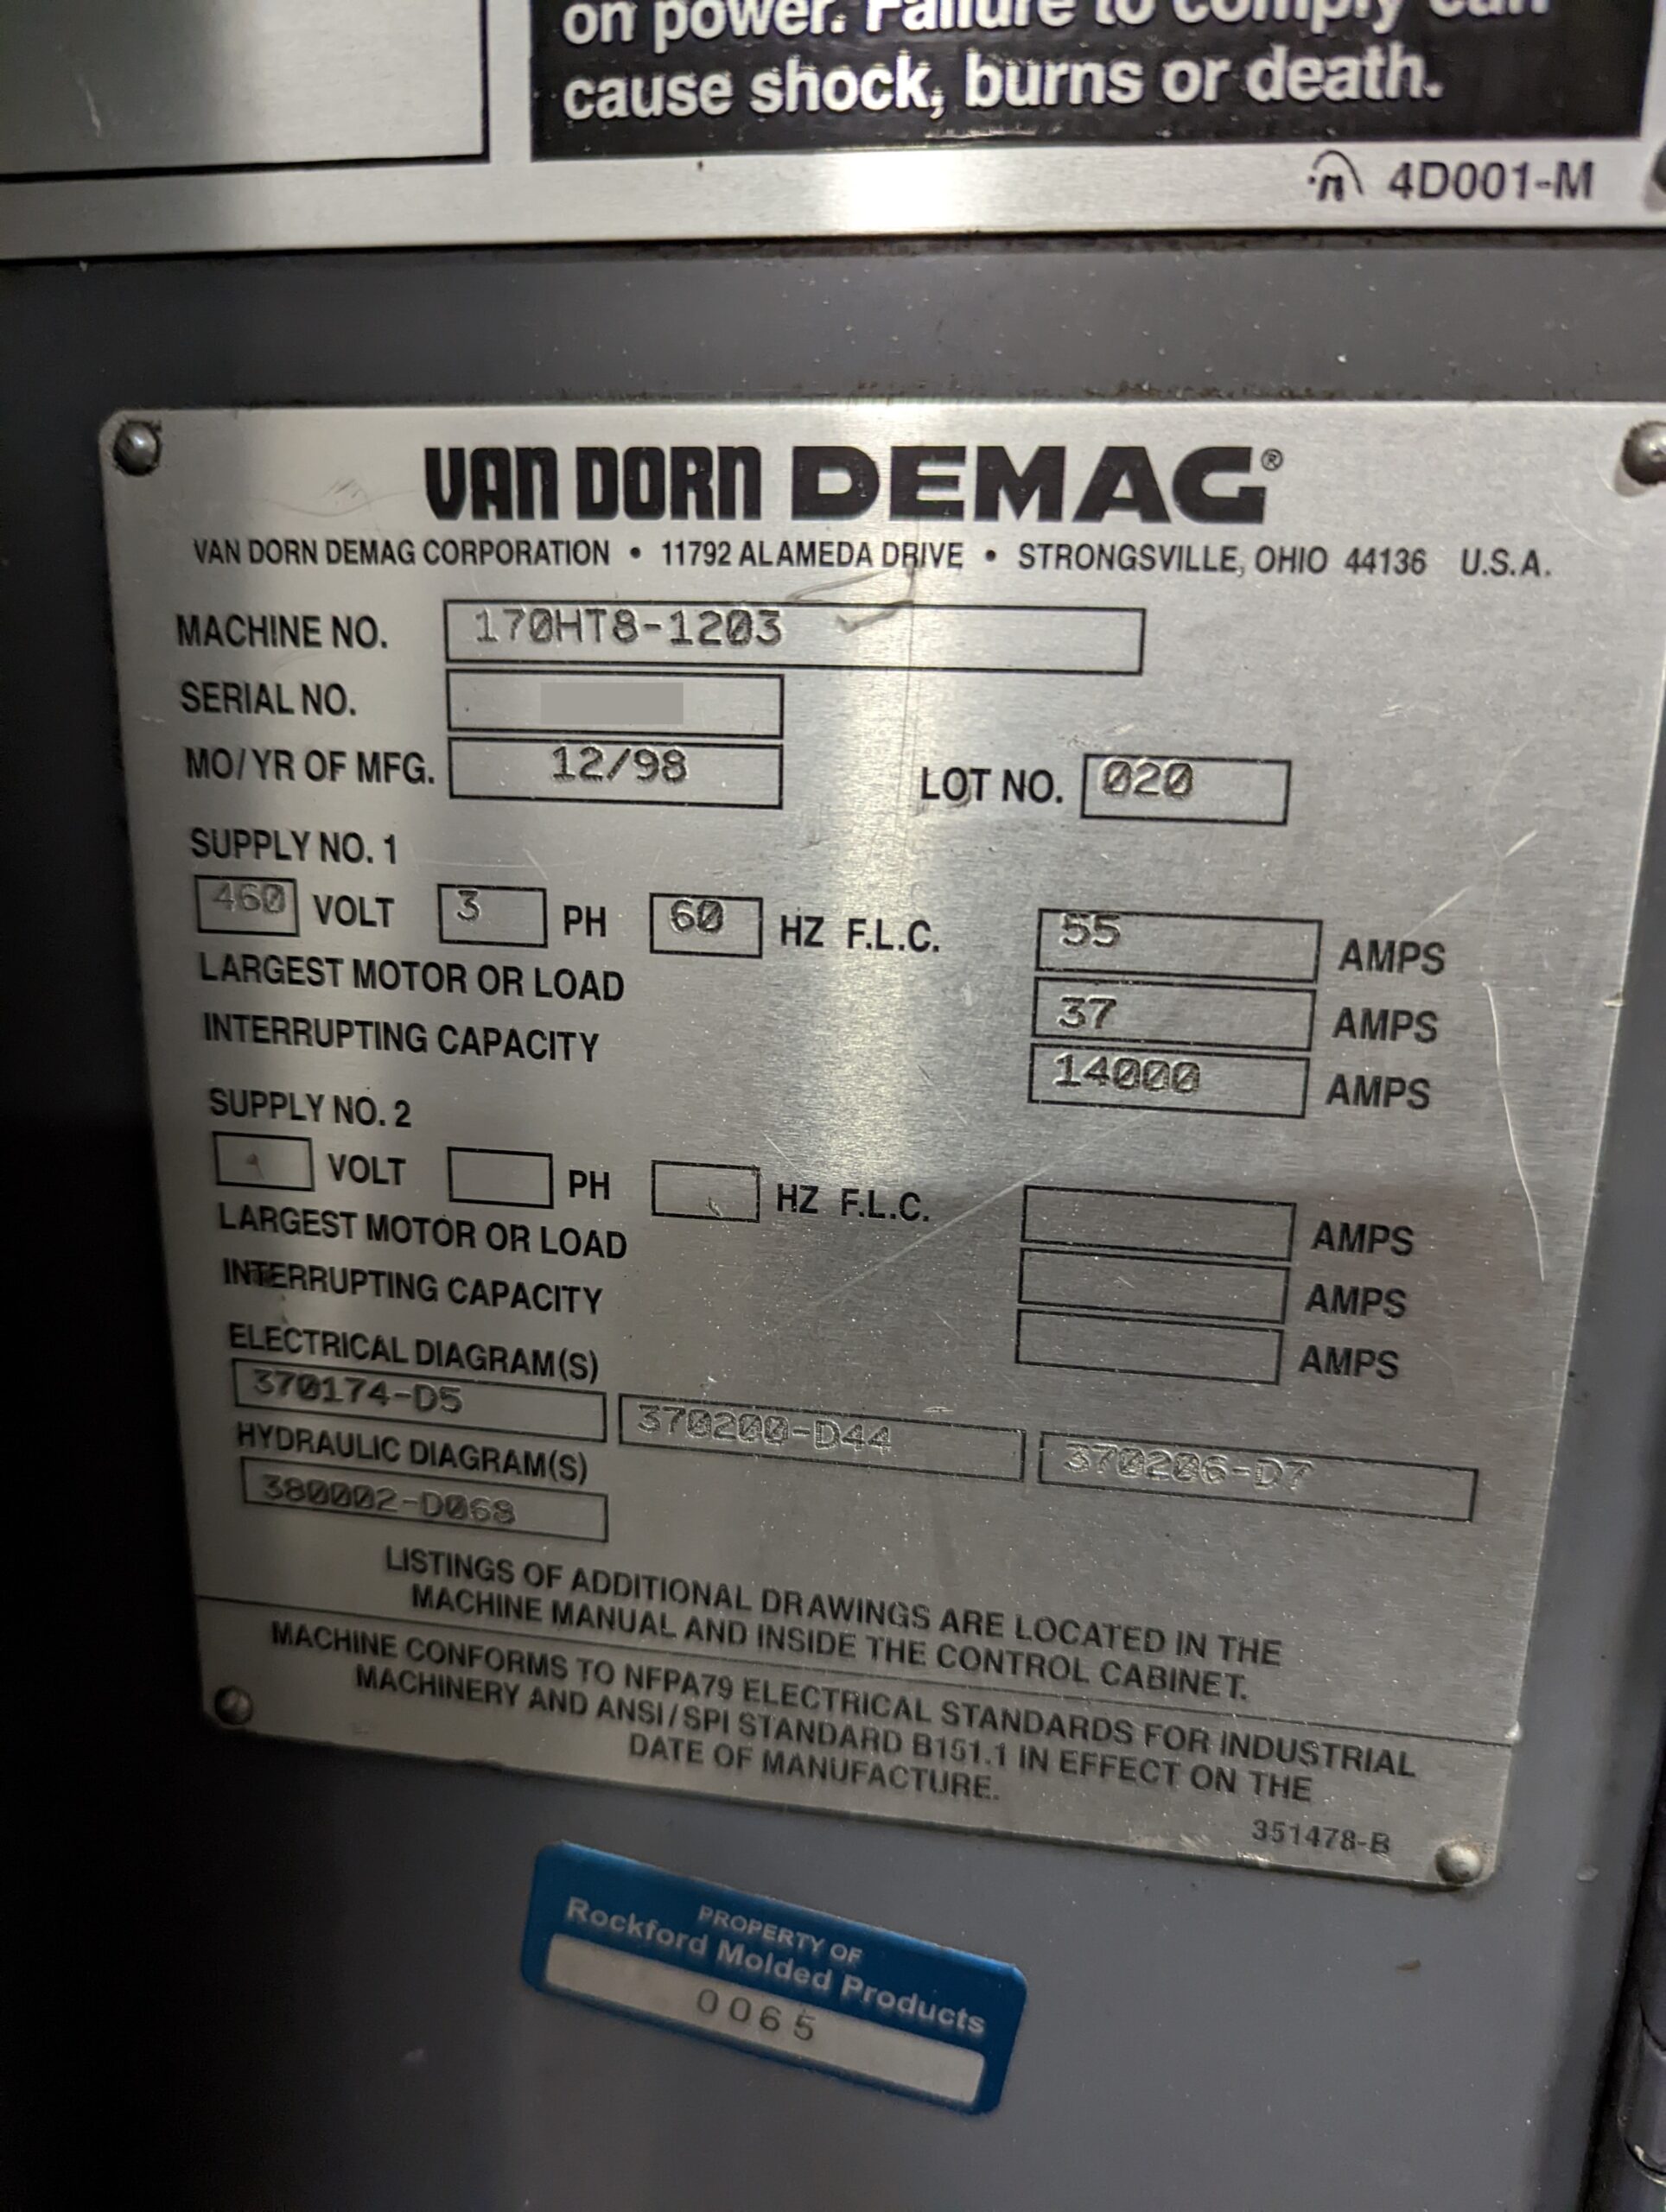 on power. Failure to comply can
cause shock, burns or death.
4D001-M
VAN DORN DEMAG®
VAN DORN DEMAG CORPORATION • 11792 ALAMEDA DRIVE • STRONGSVILLE, OHIO 44136 U.S.A.
MACHINE NO. 170HT8-1203
SERIAL NO.
MO/YR OF MFG. 12/98 LOT NO. 020
SUPPLY NO. 1
460 VOLT 3 PH 60 HZ F.L.C. 55 AMPS
LARGEST MOTOR OR LOAD 37 AMPS
INTERRUPTING CAPACITY 14000 AMPS
SUPPLY NO. 2
VOLT PH HZ F.L.C. AMPS
LARGEST MOTOR OR LOAD AMPS
INTERRUPTING CAPACITY AMPS
ELECTRICAL DIAGRAM(S)
370174-D5 370200-D44 370206-D7
HYDRAULIC DIAGRAM(S)
380002-D068
LISTINGS OF ADDITIONAL DRAWINGS ARE LOCATED IN THE
MACHINE MANUAL AND INSIDE THE CONTROL CABINET.
MACHINE CONFORMS TO NFPA79 ELECTRICAL STANDARDS FOR INDUSTRIAL
MACHINERY AND ANSI/SPI STANDARD B151.1 IN EFFECT ON THE
DATE OF MANUFACTURE.
351478-B
PROPERTY OF
Rockford Molded Products
0065